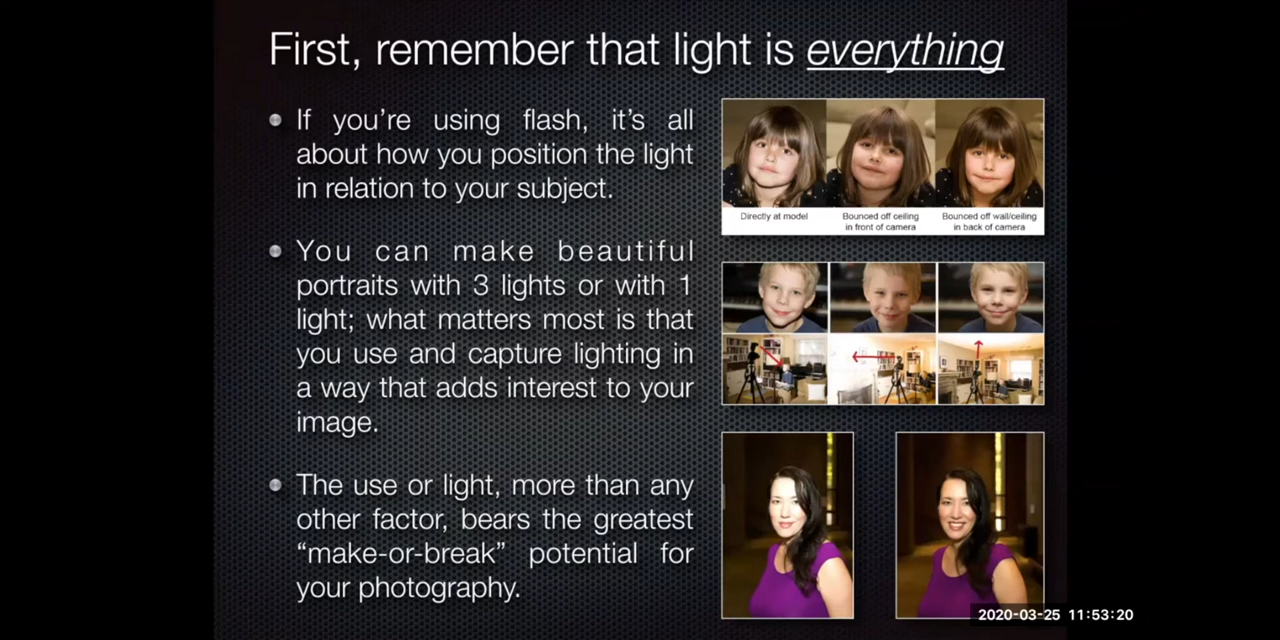 First, remember that light is everything
If you're using flash, it's all
about how you position the light
in relation to your subject.
You can make beautiful
portraits with 3 lights or with 1
light; what matters most is that
you use and capture lighting in
a way that adds interest to your
image.
The use or light, more than any
other factor, bears the greatest
“make-or-break” potential for
your photography.
Directly at model
Bounced off ceiling
in front of camera
Bounced off wall/ceiling
in back of camera
2020-03-25 11:53:20